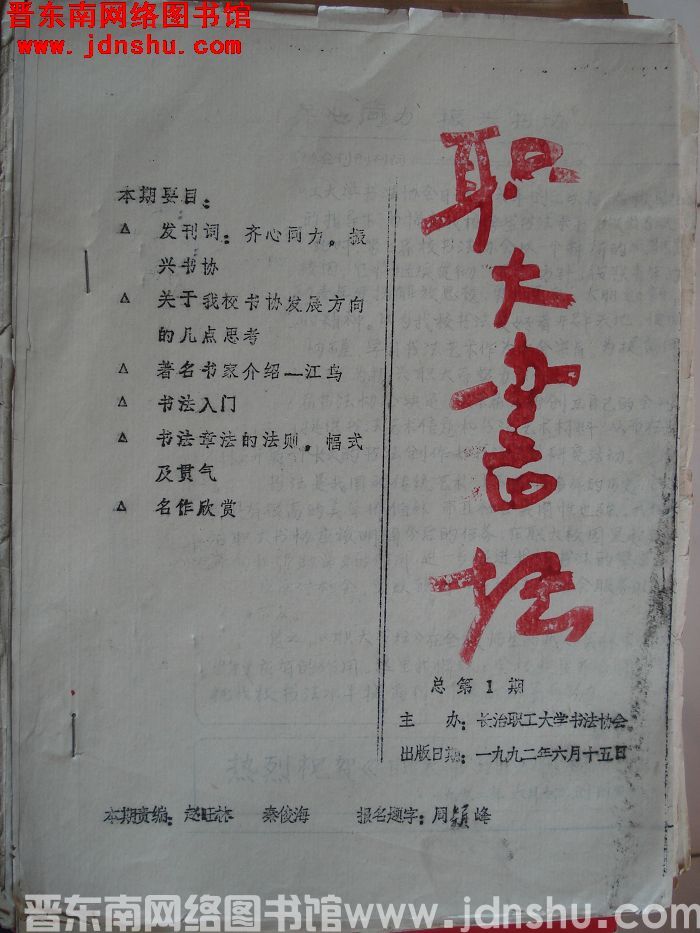 晋东南网络图书馆
www.jdnshu.com
职大书坛
本期要目：
△ 发刊词：齐心同力，振
兴书协
△ 关于我校书协发展方向
的几点思考
△ 著名书家介绍—江鸟
△ 书法入门
△ 书法章法的法则，幅式
及贯气
△ 名作欣赏
总第1期
主 办：长治职工大学书法协会
出版日期：一九九二年六月十五日
本期责编：赵旺林 秦俊海 报名题字：周颖峰
晋东南网络图书馆www.jdnshu.com